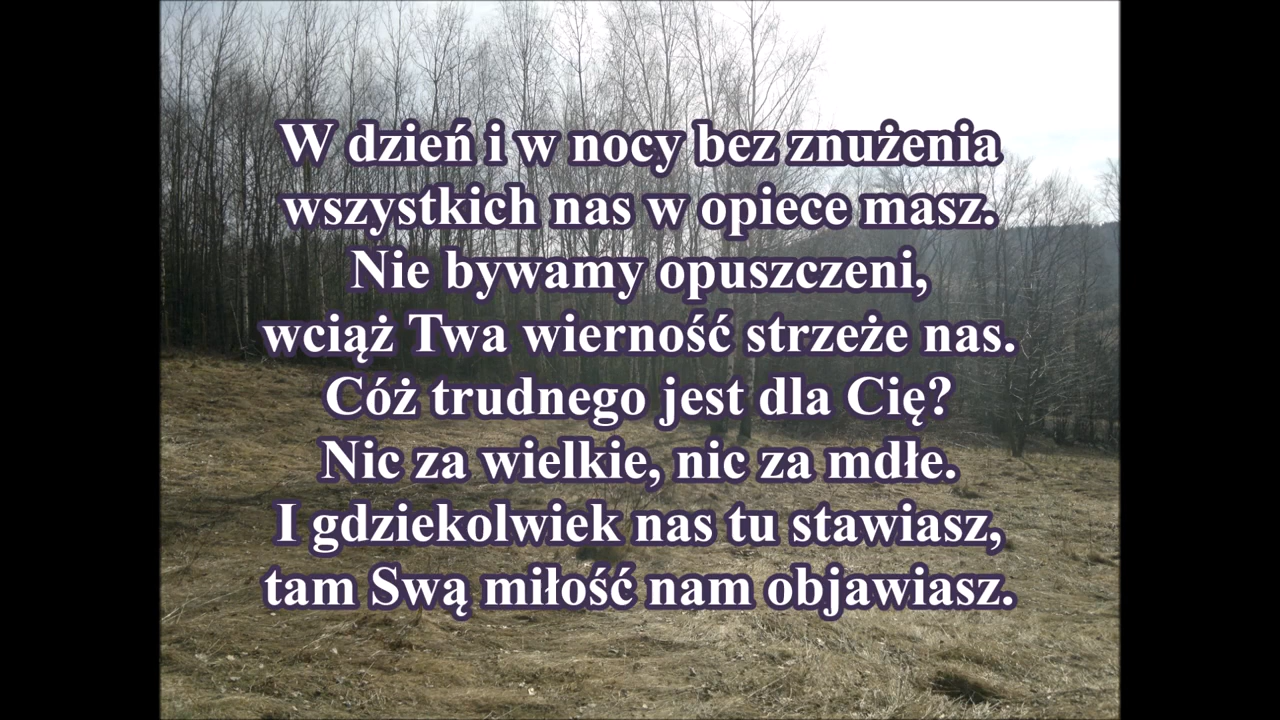 W dzień i w nocy bez znużenia
wszystkich nas w opiece masz.
Nie bywamy opuszczeni,
wciąż Twa wierność strzeże nas.
Cóż trudnego jest dla Cię?
Nic za wielkie, nic za mdłe.
I gdziekolwiek nas tu stawiasz,
tam Swą miłość nam objawiasz.